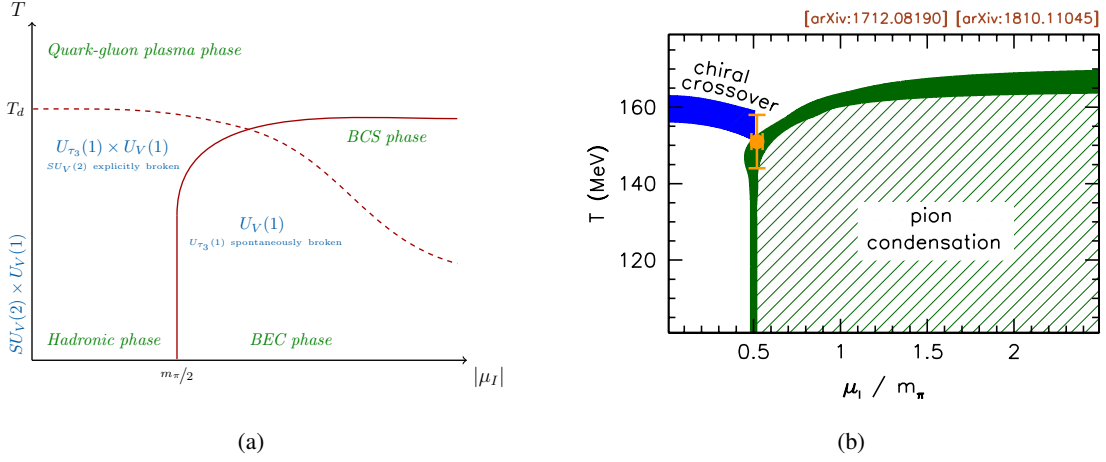 T
Quark-gluon plasma phase
T_d
BCS phase
U_{τ_3}(1) × U_V(1)
SU_V(2) explicitly broken
U_V(1)
U_{τ_3}(1) spontaneously broken
SU_V(2) × U_V(1)
Hadronic phase
BEC phase
m_π/2
|μ_I|
(a)
[arXiv:1712.08190] [arXiv:1810.11045]
chiral
crossover
160
140
120
T (MeV)
pion
condensation
0.5
1
1.5
2
μ_I / m_π
(b)